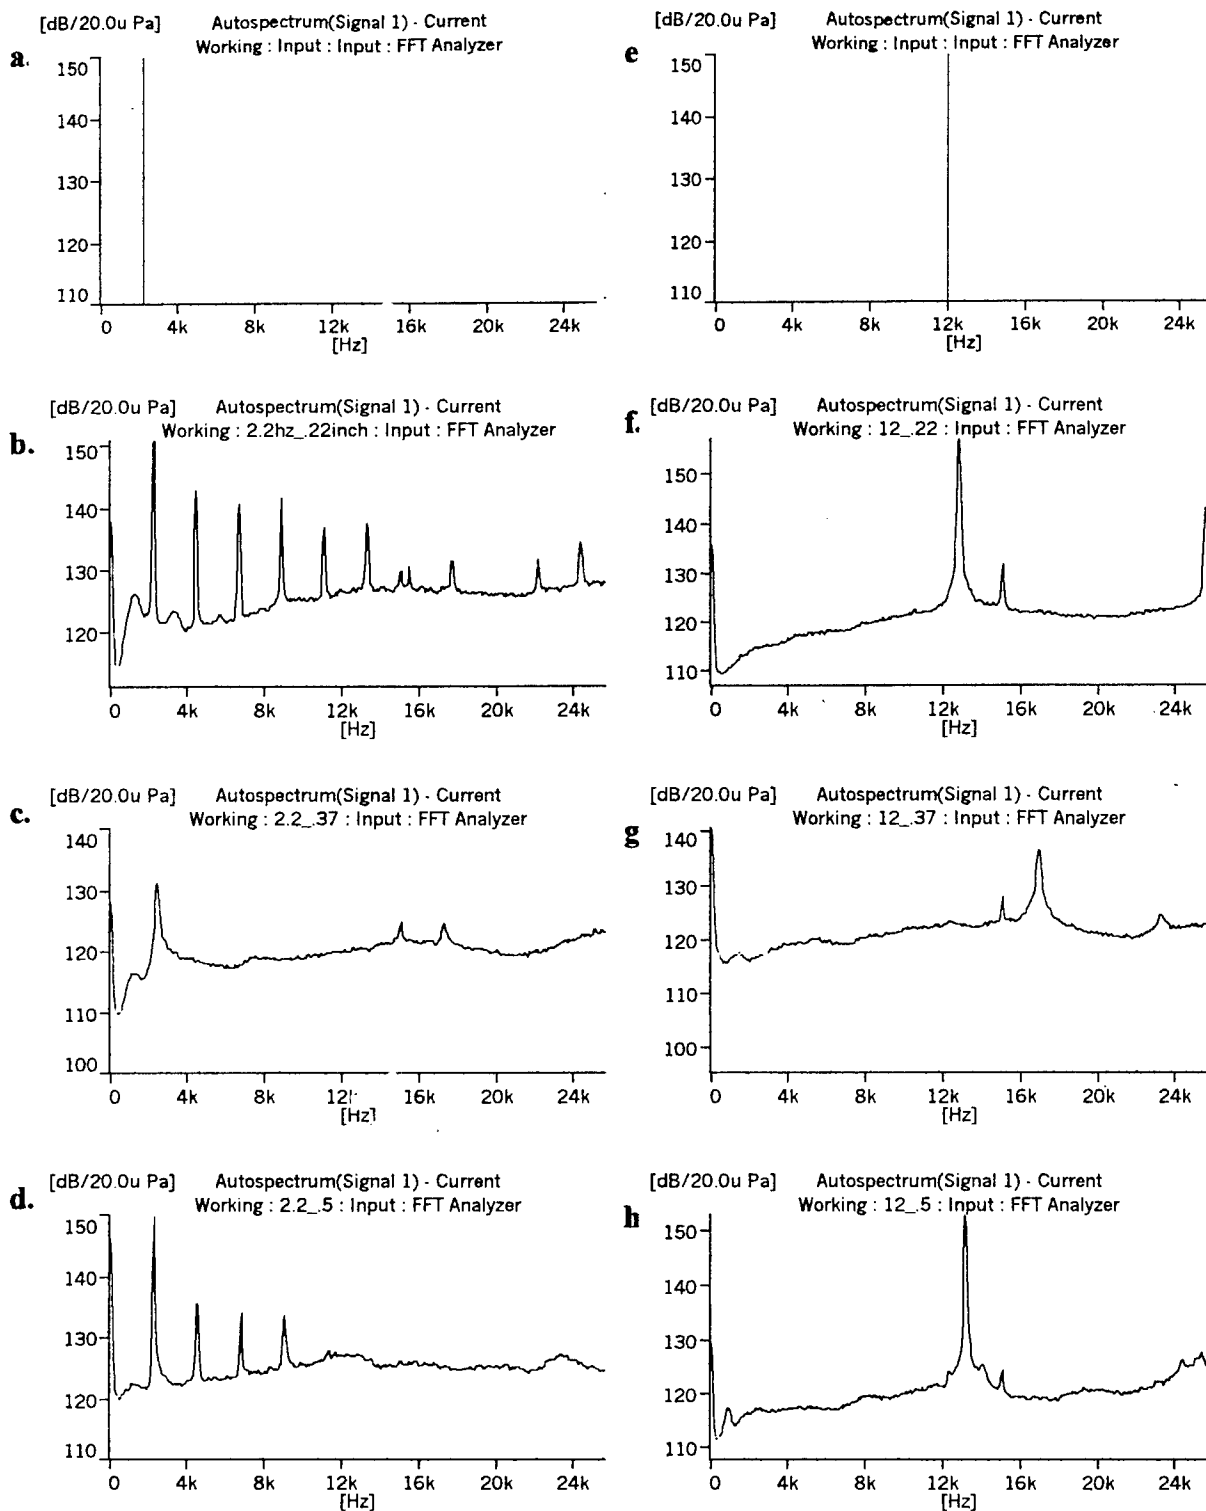 a.
[dB/20.0u Pa] Autospectrum(Signal 1) - Current
Working : Input : Input : FFT Analyzer
150
140
130
120
110
0 4k 8k 12k 16k 20k 24k
[Hz]
b.
[dB/20.0u Pa] Autospectrum(Signal 1) - Current
Working : 2.2hz_.22inch : Input : FFT Analyzer
150
140
130
120
0 4k 8k 12k 16k 20k 24k
[Hz]
c.
[dB/20.0u Pa] Autospectrum(Signal 1) - Current
Working : 2.2_.37 : Input : FFT Analyzer
140
130
120
110
100
0 4k 8k 12k 16k 20k 24k
[Hz]
d.
[dB/20.0u Pa] Autospectrum(Signal 1) - Current
Working : 2.2_.5 : Input : FFT Analyzer
150
140
130
120
110
0 4k 8k 12k 16k 20k 24k
[Hz]
e
[dB/20.0u Pa] Autospectrum(Signal 1) - Current
Working : Input : Input : FFT Analyzer
150
140
130
120
110
0 4k 8k 12k 16k 20k 24k
[Hz]
f.
[dB/20.0u Pa] Autospectrum(Signal 1) - Current
Working : 12_.22 : Input : FFT Analyzer
150
140
130
120
110
0 4k 8k 12k 16k 20k 24k
[Hz]
g
[dB/20.0u Pa] Autospectrum(Signal 1) - Current
Working : 12_.37 : Input : FFT Analyzer
140
130
120
110
100
0 4k 8k 12k 16k 20k 24k
[Hz]
h
[dB/20.0u Pa] Autospectrum(Signal 1) - Current
Working : 12_.5 : Input : FFT Analyzer
150
140
130
120
110
0 4k 8k 12k 16k 20k 24k
[Hz]